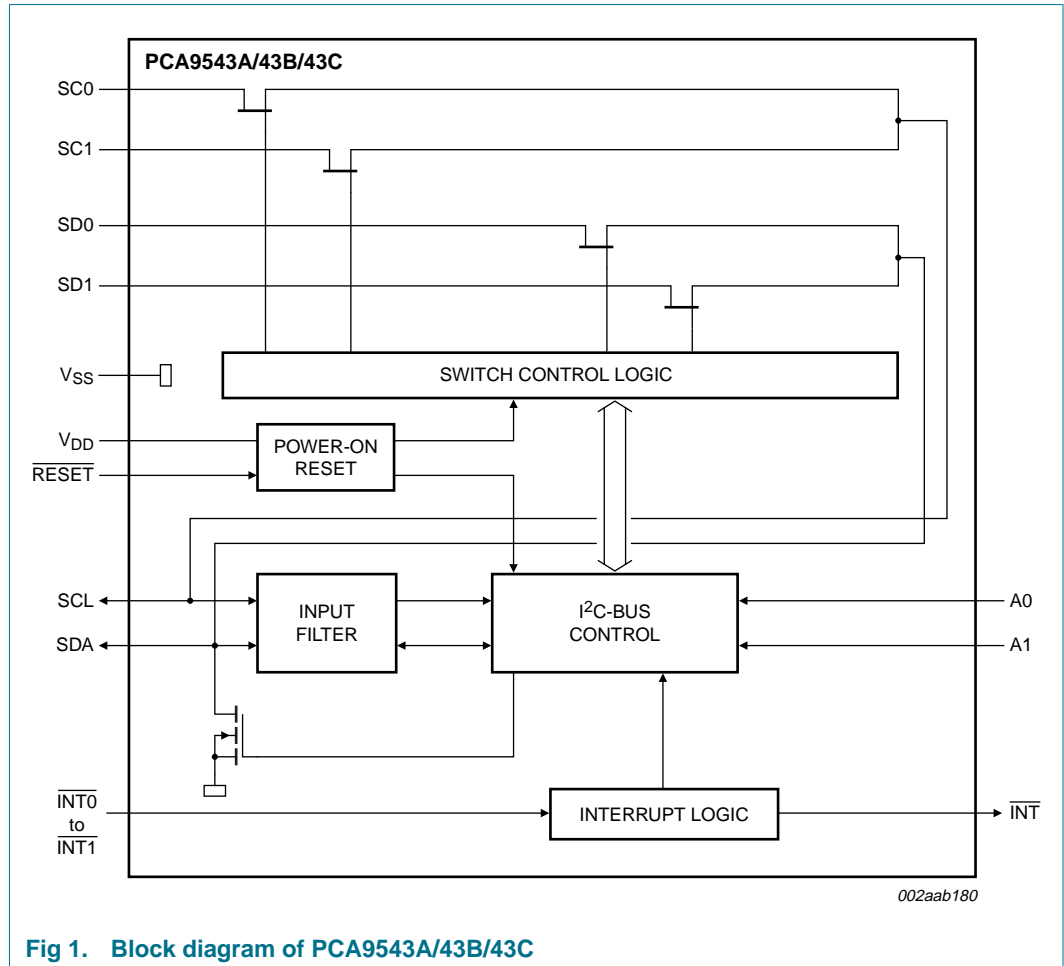 PCA9543A/43B/43C
SC0
SC1
SD0
SD1
SWITCH CONTROL LOGIC
VSS
VDD
POWER-ON
RESET
RESET
SCL
SDA
INPUT
FILTER
I2C-BUS
CONTROL
A0
A1
INT0
to
INT1
INTERRUPT LOGIC
INT
002aab180
Fig 1. Block diagram of PCA9543A/43B/43C